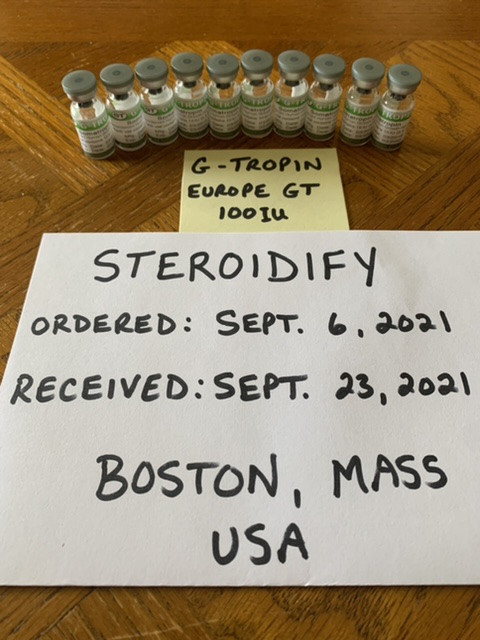 G-TROPIN
EUROPE GT
100IU
STEROIDIFY
ORDERED: SEPT. 6, 2021
RECEIVED: SEPT. 23, 2021
BOSTON, MASS
USA